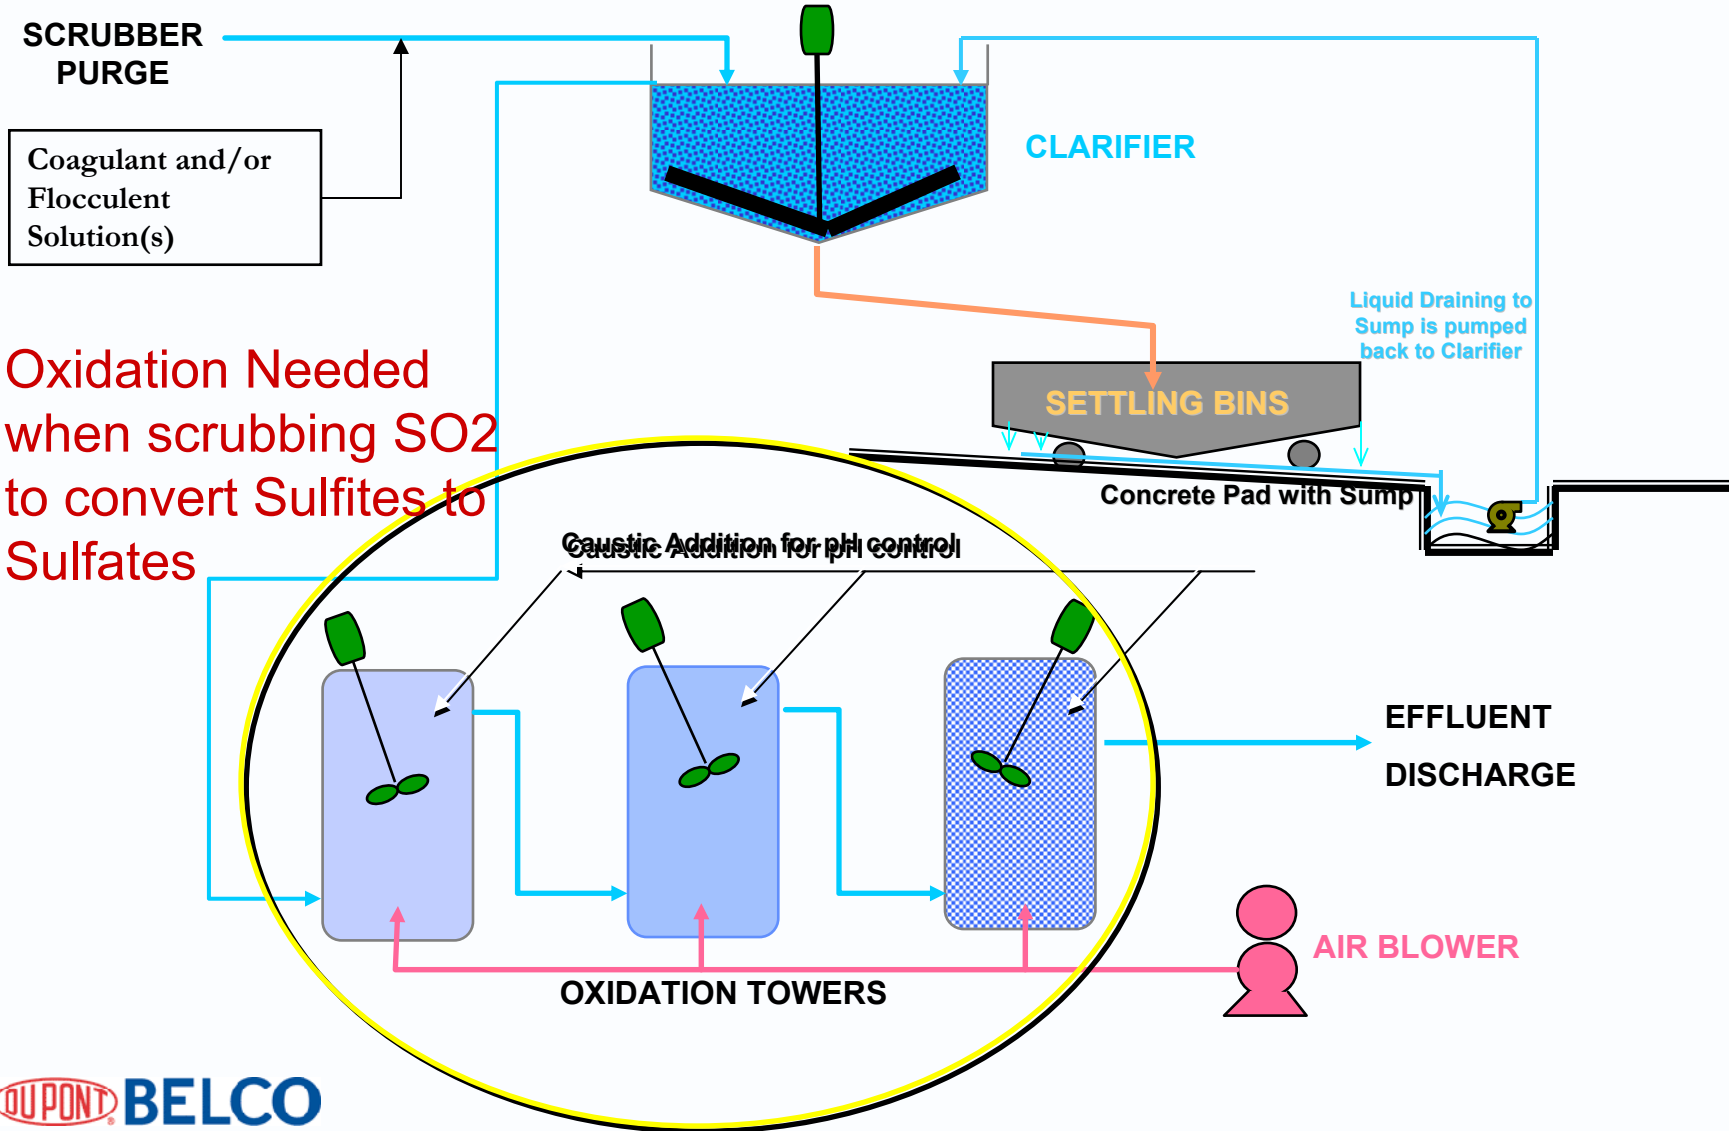 SCRUBBER
PURGE
Coagulant and/or
Flocculent
Solution(s)
CLARIFIER
Liquid Draining to
Sump is pumped
back to Clarifier
SETTLING BINS
Concrete Pad with Sump
Oxidation Needed
when scrubbing SO2
to convert Sulfites to
Sulfates
Caustic Addition for pH control
EFFLUENT
DISCHARGE
AIR BLOWER
OXIDATION TOWERS
DUPONT BELCO